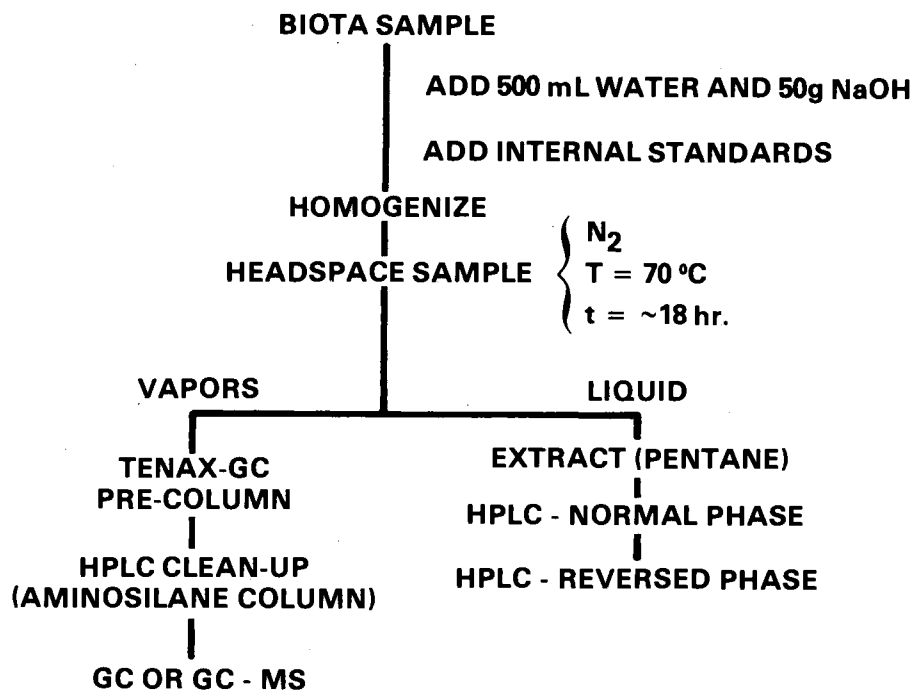 BIOTA SAMPLE
ADD 500 mL WATER AND 50g NaOH
ADD INTERNAL STANDARDS
HOMOGENIZE
HEADSPACE SAMPLE
N2
T = 70 ºC
t = ~18 hr.
VAPORS
TENAX-GC
PRE-COLUMN
HPLC CLEAN-UP
(AMINOSILANE COLUMN)
GC OR GC - MS
LIQUID
EXTRACT (PENTANE)
HPLC - NORMAL PHASE
HPLC - REVERSED PHASE